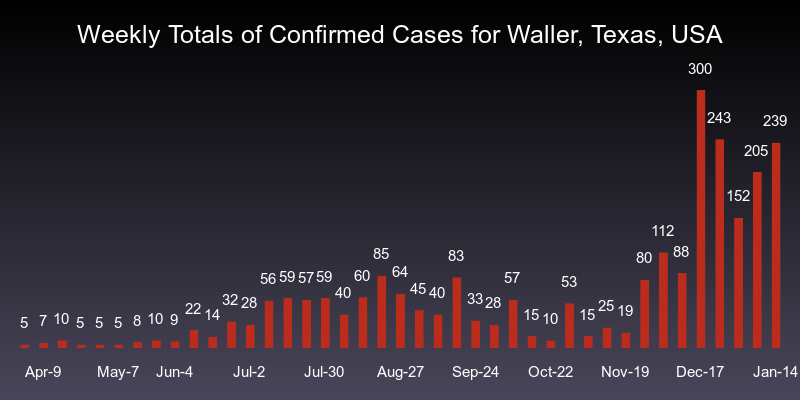 Weekly Totals of Confirmed Cases for Waller, Texas, USA
5 7 10 5 5 5 8 10 9 22 14 32 28 56 59 57 59 40 60 85 64 45 40 83 33 28 57 15 10 53 15 25 19 80 112 88 300 243 152 205 239
Apr-9 May-7 Jun-4 Jul-2 Jul-30 Aug-27 Sep-24 Oct-22 Nov-19 Dec-17 Jan-14